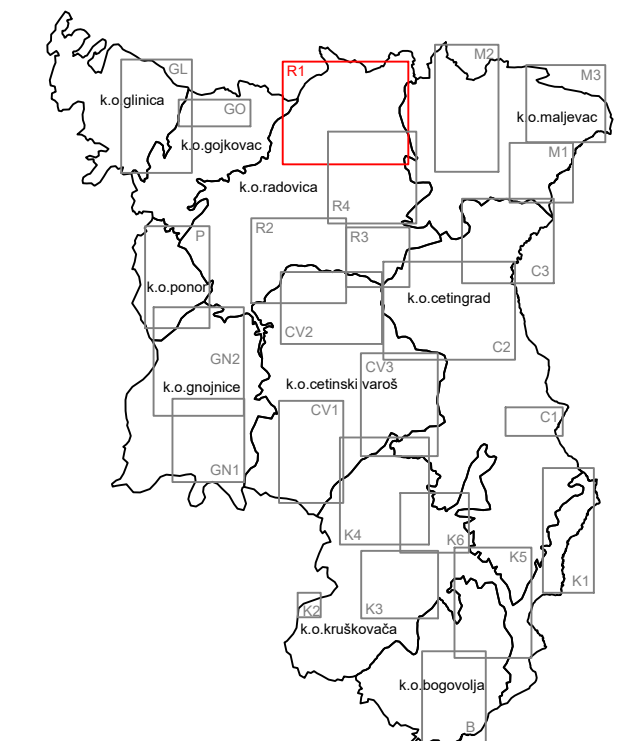 M2
GL
R1
M3
k.o.glinica
GO
k.o.maljevac
k.o.gojkovac
M1
k.o.radovica
R4
R2
P
R3
C3
k.o.ponor
k.o.cetingrad
CV2
C2
GN2
CV3
k.o.gnojnice
k.o.cetinski varoš
CV1
C1
GN1
K4
K6
K5
K1
K2
K3
k.o.kruškovača
k.o.bogovolja
B